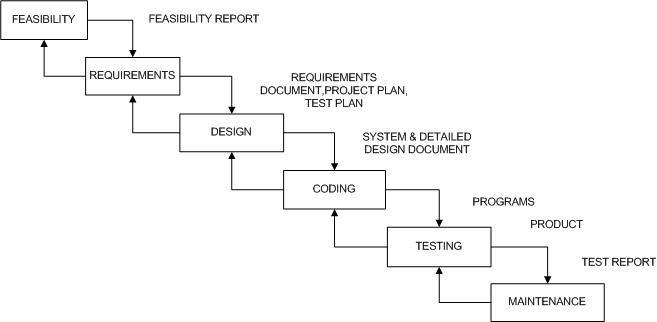 FEASIBILITY
FEASIBILITY REPORT
REQUIREMENTS
REQUIREMENTS
DOCUMENT,PROJECT PLAN,
TEST PLAN
DESIGN
SYSTEM & DETAILED
DESIGN DOCUMENT
CODING
PROGRAMS
PRODUCT
TESTING
TEST REPORT
MAINTENANCE